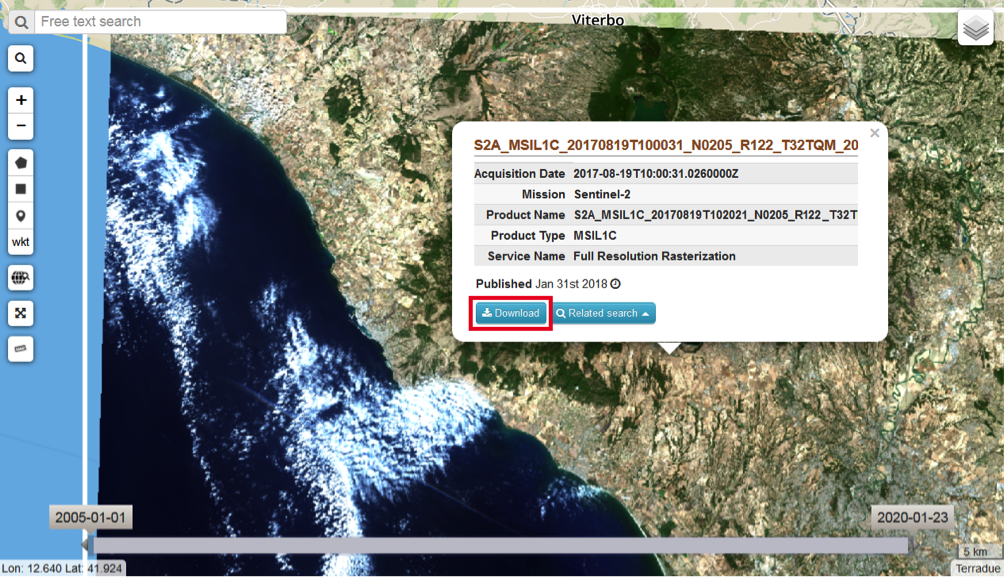 Free text search
Viterbo
+
−
wkt
S2A_MSIL1C_20170819T100031_N0205_R122_T32TQM_20
Acquisition Date 2017-08-19T10:00:31.0260000Z
Mission Sentinel-2
Product Name S2A_MSIL1C_20170819T102021_N0205_R122_T32T
Product Type MSIL1C
Service Name Full Resolution Rasterization
Published Jan 31st 2018
Download Related search
2005-01-01
2020-01-23
5 km
Lon: 12.640 Lat: 41.924
Terradue